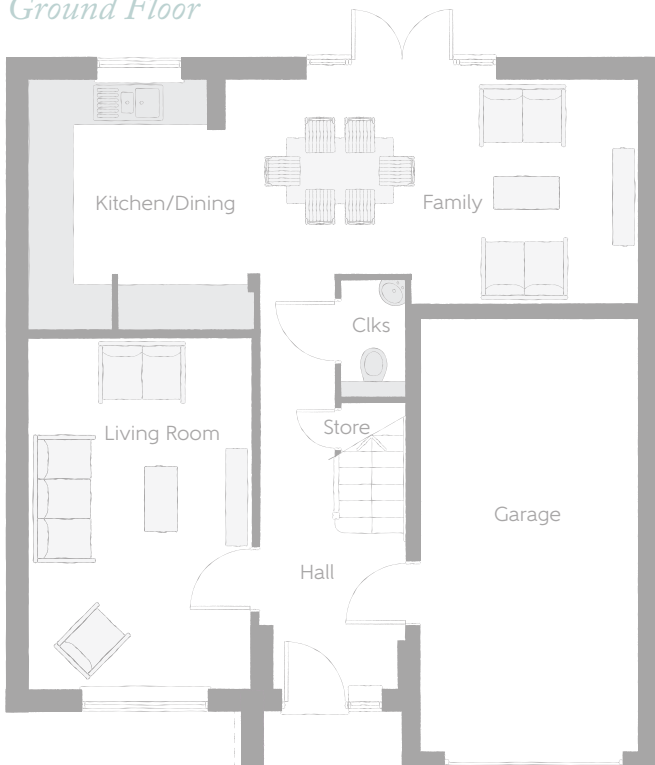 Ground Floor
Kitchen/Dining
Family
Clks
Living Room
Store
Garage
Hall